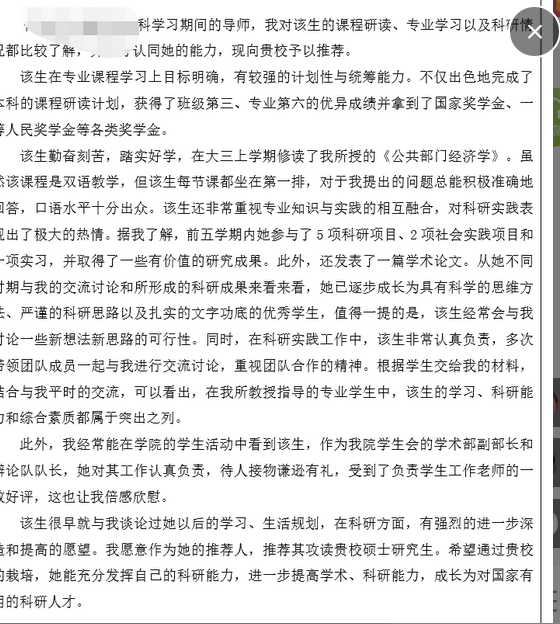 科学习期间的导师，我对该生的课程研读、专业学习以及科研情
况都比较了解，认同她的能力，现向贵校予以推荐。
该生在专业课程学习上目标明确，有较强的计划性与统筹能力。不仅出色地完成了
本科的课程研读计划，获得了班级第三、专业第六的优异成绩并拿到了国家奖学金、一
等人民奖学金等各类奖学金。
该生勤奋刻苦，踏实好学，在大三上学期修读了我所授的《公共部门经济学》。虽
然该课程是双语教学，但该生每节课都坐在第一排，对于我提出的问题总能积极准确地
回答，口语水平十分出众。该生还非常重视专业知识与实践的相互融合，对科研实践表
现出了极大的热情。据我了解，前五学期内她参与了5项科研项目、2项社会实践项目和
一项实习，并取得了一些有价值的研究成果。此外，还发表了一篇学术论文。从她不同
时期与我的交流讨论和所形成的科研成果来看来看，她已逐步成长为具有科学的思维方
法、严谨的科研思路以及扎实的文字功底的优秀学生，值得一提的是，该生经常会与我
讨论一些新想法新思路的可行性。同时，在科研实践工作中，该生非常认真负责，多次
带领团队成员一起与我进行交流讨论，重视团队合作的精神。根据学生交给我的材料，
结合与我平时的交流，可以看出，在我所教授指导的专业学生中，该生的学习、科研能
力和综合素质都属于突出之列。
此外，我经常能在学院的学生活动中看到该生，作为我院学生会的学术部副部长和
辩论队队长，她对其工作认真负责，待人接物谦逊有礼，受到了负责学生工作老师的一
致好评，这也让我倍感欣慰。
该生很早就与我谈论过她以后的学习、生活规划，在科研方面，有强烈的进一步深
造和提高的愿望。我愿意作为她的推荐人，推荐其攻读贵校硕士研究生。希望通过贵校
的栽培，她能充分发挥自己的科研能力，进一步提高学术、科研能力，成长为对国家有
用的科研人才。